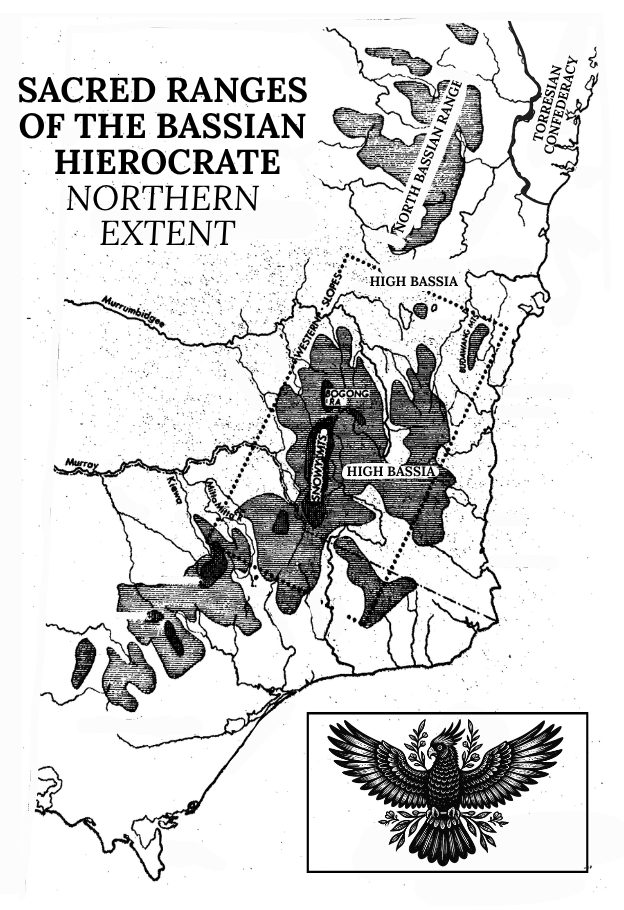 SACRED RANGES
OF THE BASSIAN
HIEROCRATE
NORTHERN
EXTENT
TORRESIAN
CONFEDERACY
NORTH BASSIAN RANGE
HIGH BASSIA
WESTERN SLOPES
Murrumbidgee
BOGONG
RA
SNOWY MTS
HIGH BASSIA
Murray
Kiewa
Mitta Mitta